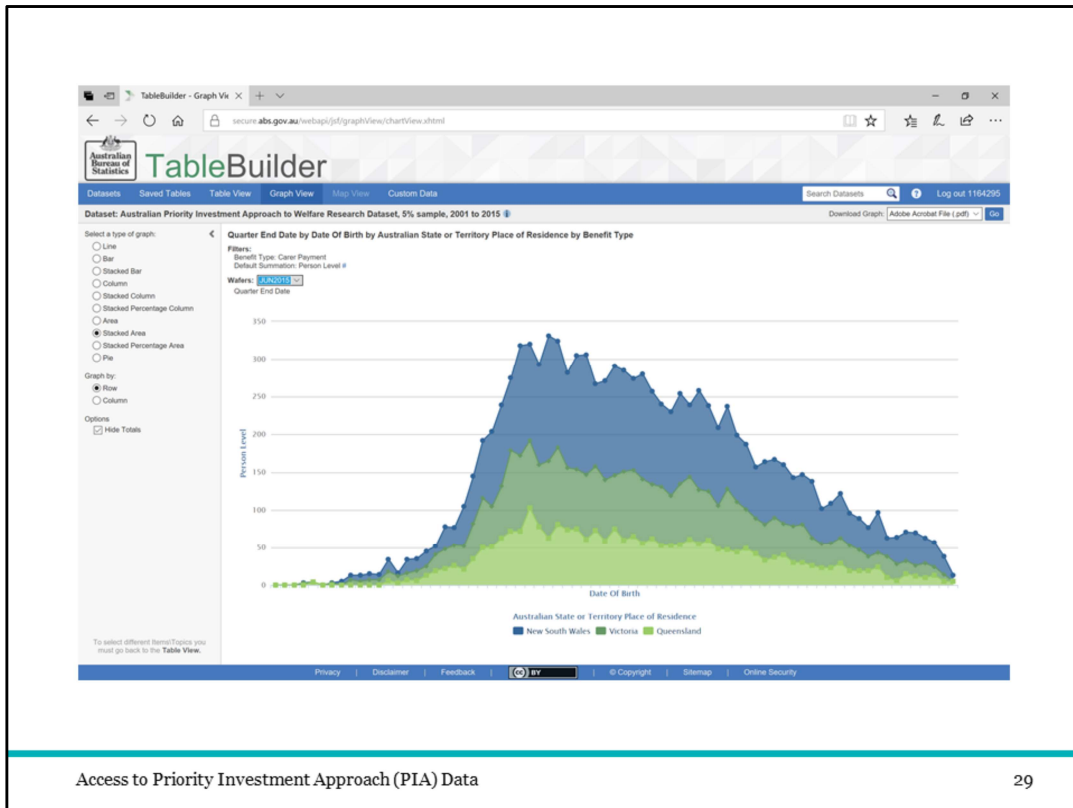 TableBuilder - Graph Vie
secure.abs.gov.au/webapi/jsf/graphView/chartView.xhtml
Australian
Bureau of
Statistics
TableBuilder
Datasets Saved Tables Table View Graph View Map View Custom Data Search Datasets ? Log out 1164295
Dataset: Australian Priority Investment Approach to Welfare Research Dataset, 5% sample, 2001 to 2015 Download Graph: Adobe Acrobat File (.pdf) Go
Select a type of graph:
Line
Bar
Stacked Bar
Column
Stacked Column
Stacked Percentage Column
Area
Stacked Area
Stacked Percentage Area
Pie
Graph by:
Row
Column
Options
Hide Totals
To select different Items\Topics you
must go back to the Table View.
Quarter End Date by Date Of Birth by Australian State or Territory Place of Residence by Benefit Type
Filters:
Benefit Type: Carer Payment
Default Summation: Person Level #
Wafers: JUN2015
Quarter End Date
350
300
250
200
150
100
50
0
Person Level
Date Of Birth
Australian State or Territory Place of Residence
New South Wales Victoria Queensland
Privacy | Disclaimer | Feedback | cc BY | © Copyright | Sitemap | Online Security
Access to Priority Investment Approach (PIA) Data 29